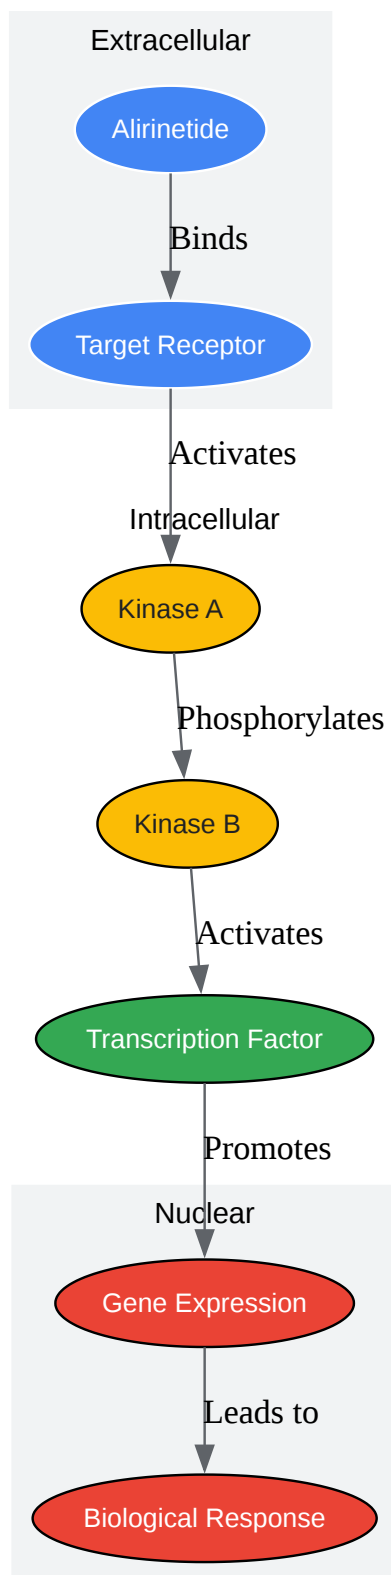 Extracellular
Alirinetide
Binds
Target Receptor
Activates
Intracellular
Kinase A
Phosphorylates
Kinase B
Activates
Transcription Factor
Promotes
Nuclear
Gene Expression
Leads to
Biological Response